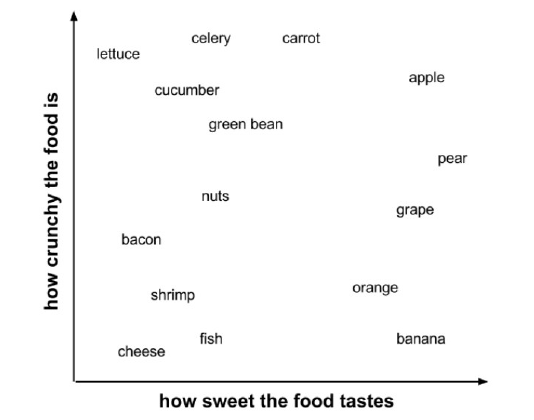 celery
carrot
lettuce
apple
cucumber
green bean
pear
nuts
grape
bacon
orange
shrimp
fish
banana
cheese
how crunchy the food is
how sweet the food tastes